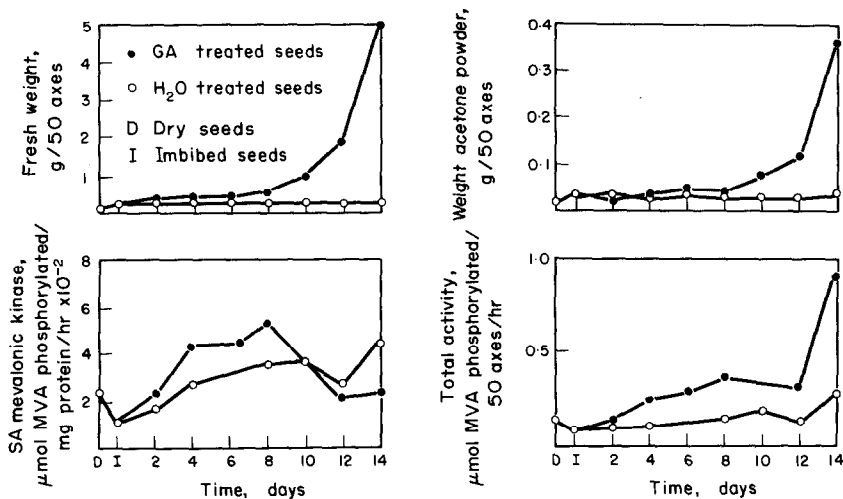 Fresh weight,
g/50 axes
5
4
3
2
1
● GA treated seeds
○ H₂O treated seeds
D Dry seeds
I Imbibed seeds
Weight acetone powder,
g/50 axes
0·4
0·3
0·2
0·1
SA mevalonic kinase,
μmol MVA phosphorylated/
mg protein/hr x10⁻²
8
6
4
2
D I 2 4 6 8 10 12 14
Time, days
Total activity,
μmol MVA phosphorylated/
50 axes/hr
1·0
0·5
D I 2 4 6 8 10 12 14
Time, days